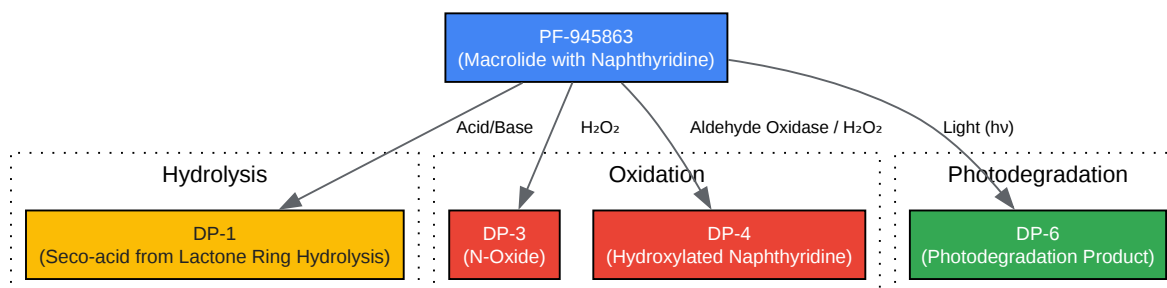 PF-945863
(Macrolide with Naphthyridine)
Acid/Base
H₂O₂
Aldehyde Oxidase / H₂O₂
Light (hν)
Hydrolysis
Oxidation
Photodegradation
DP-1
(Seco-acid from Lactone Ring Hydrolysis)
DP-3
(N-Oxide)
DP-4
(Hydroxylated Naphthyridine)
DP-6
(Photodegradation Product)